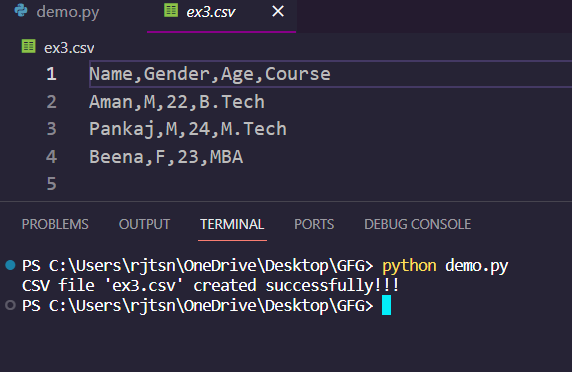 demo.py ex3.csv ×
ex3.csv
1 Name,Gender,Age,Course
2 Aman,M,22,B.Tech
3 Pankaj,M,24,M.Tech
4 Beena,F,23,MBA
5
PROBLEMS OUTPUT TERMINAL PORTS DEBUG CONSOLE
PS C:\Users\rjtsn\OneDrive\Desktop\GFG> python demo.py
CSV file 'ex3.csv' created successfully!!!
PS C:\Users\rjtsn\OneDrive\Desktop\GFG>